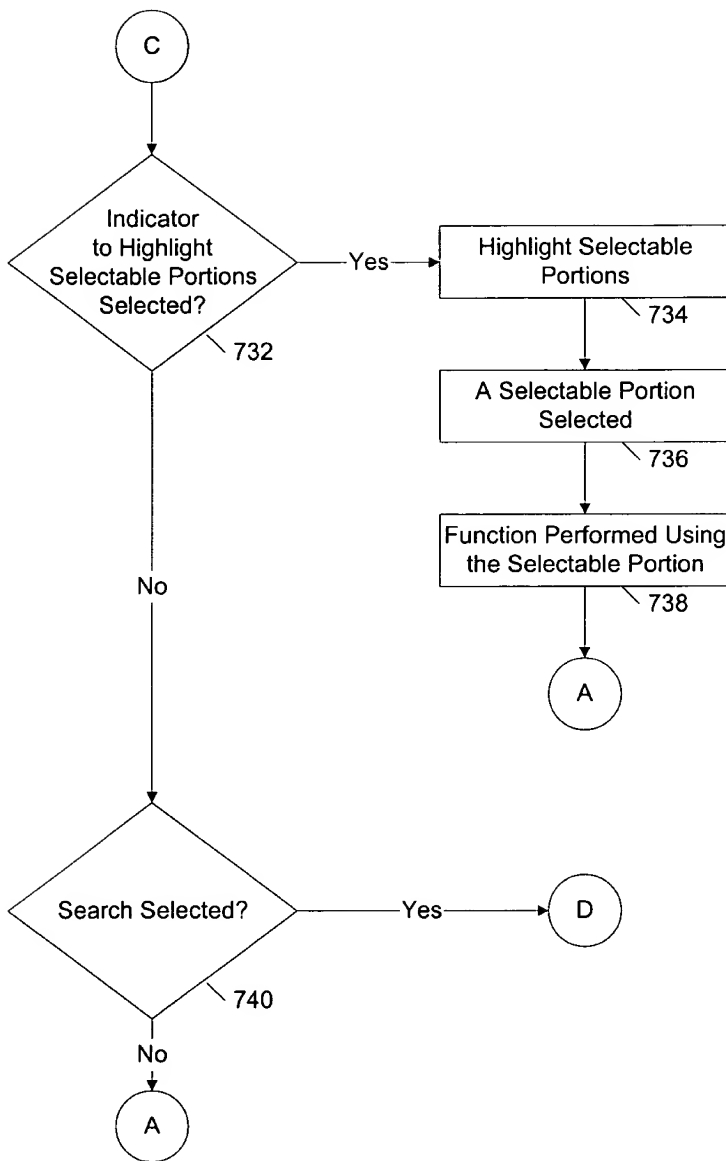 C
Indicator
to Highlight
Selectable Portions
Selected?
732
Yes
Highlight Selectable
Portions
734
A Selectable Portion
Selected
736
Function Performed Using
the Selectable Portion
738
A
No
Search Selected?
740
Yes
D
No
A